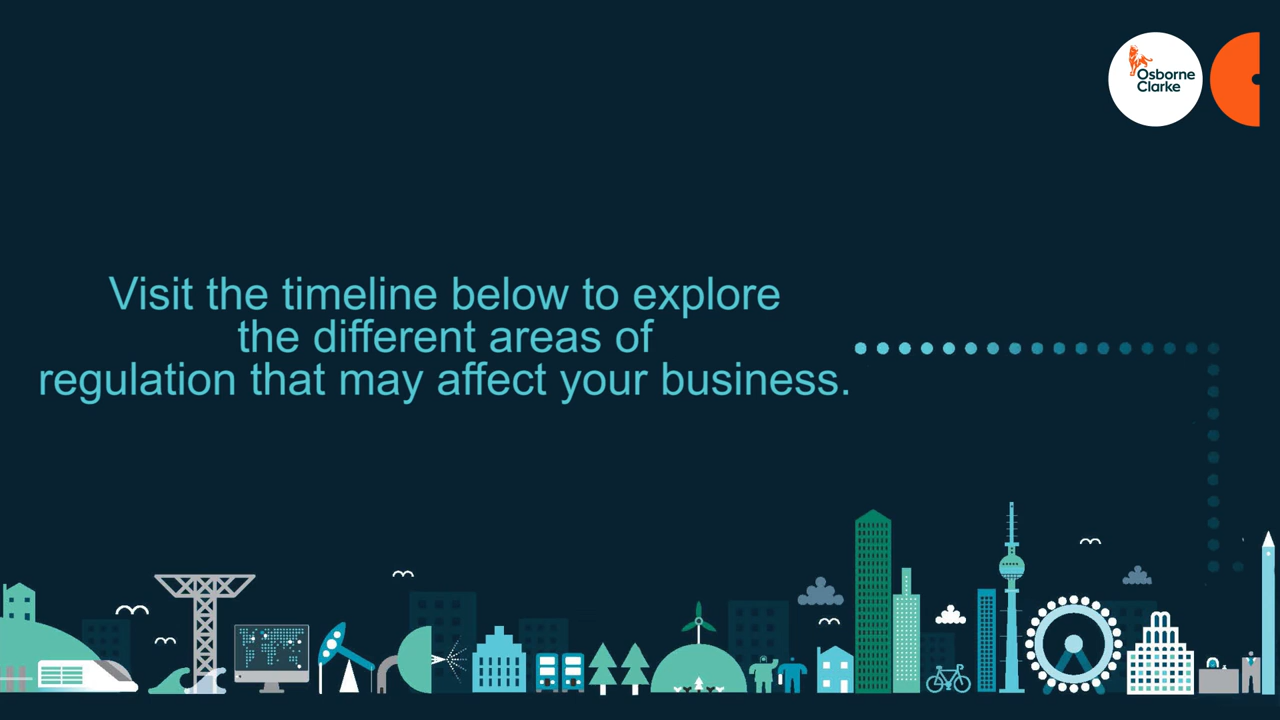 Osborne
Clarke
Visit the timeline below to explore
the different areas of
regulation that may affect your business.